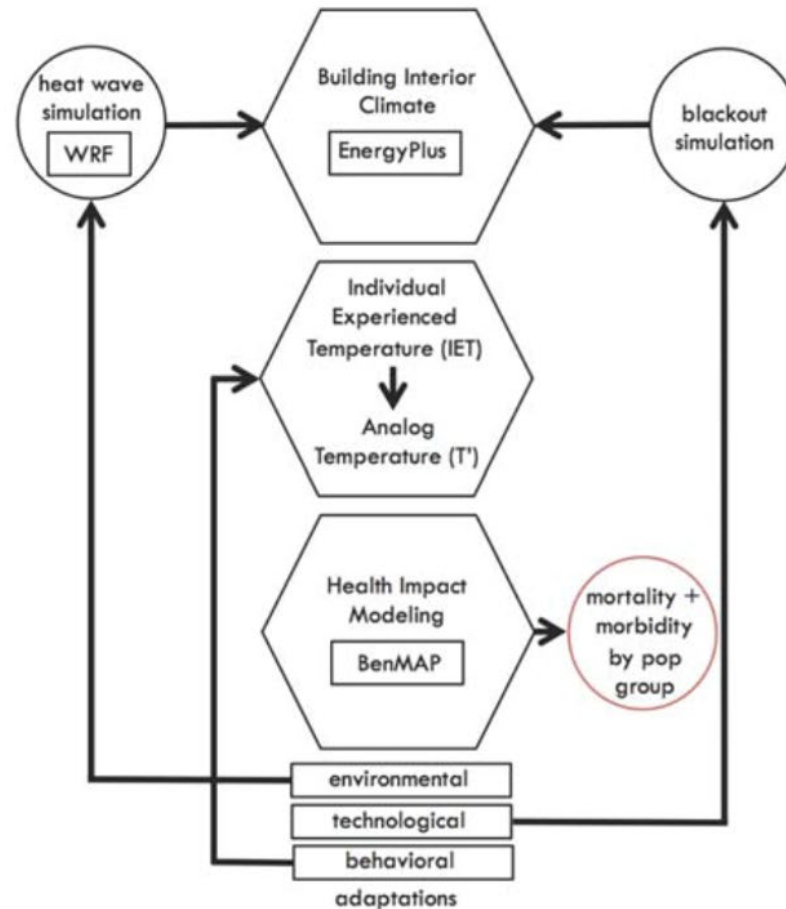 heat wave
simulation
WRF
Building Interior
Climate
EnergyPlus
blackout
simulation
Individual
Experienced
Temperature (IET)
Analog
Temperature (T')
Health Impact
Modeling
BenMAP
mortality +
morbidity
by pop
group
environmental
technological
behavioral
adaptations